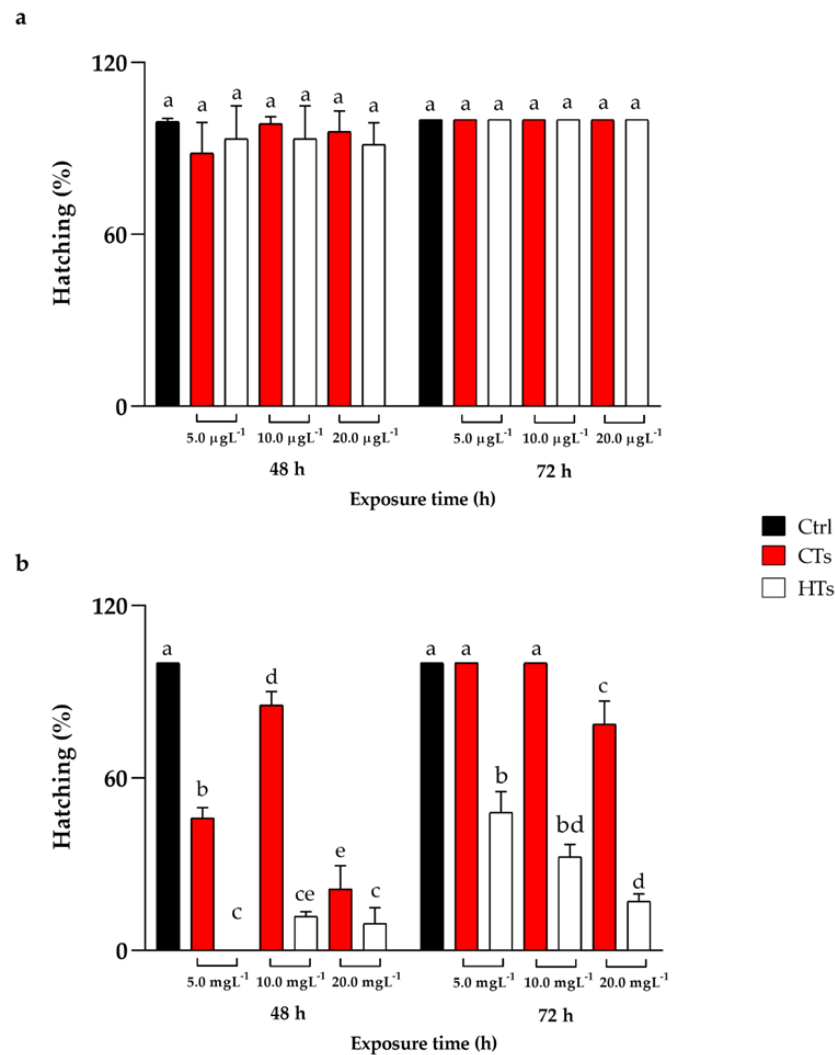 a
120
a a a a a a a a a a a a a a
Hatching (%)
60
0
5.0 µgL⁻¹ 10.0 µgL⁻¹ 20.0 µgL⁻¹ 5.0 µgL⁻¹ 10.0 µgL⁻¹ 20.0 µgL⁻¹
48 h 72 h
Exposure time (h)
Ctrl
CTs
HTs
b
120
a d a a a
c
b b
Hatching (%)
60
e bd
c ce c d
0
5.0 mgL⁻¹ 10.0 mgL⁻¹ 20.0 mgL⁻¹ 5.0 mgL⁻¹ 10.0 mgL⁻¹ 20.0 mgL⁻¹
48 h 72 h
Exposure time (h)